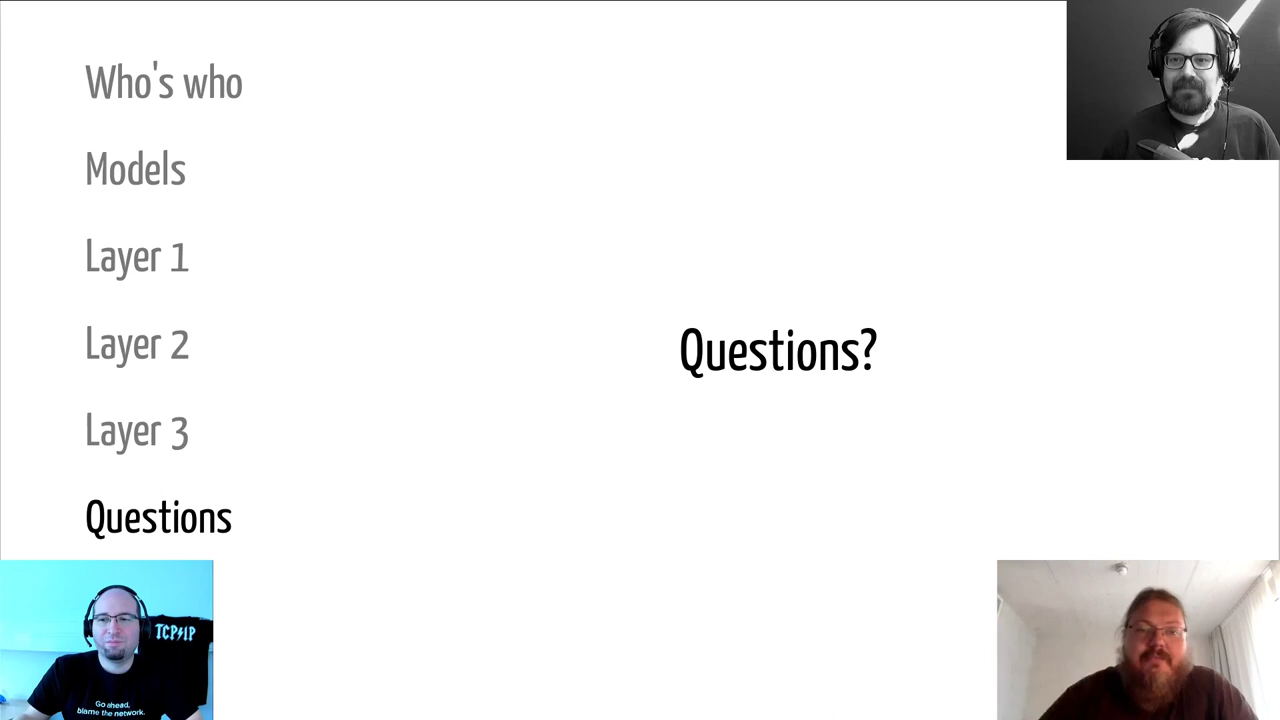 Who's who
Models
Layer 1
Layer 2
Layer 3
Questions
Questions?
TCP/IP
Go ahead,
blame the network.